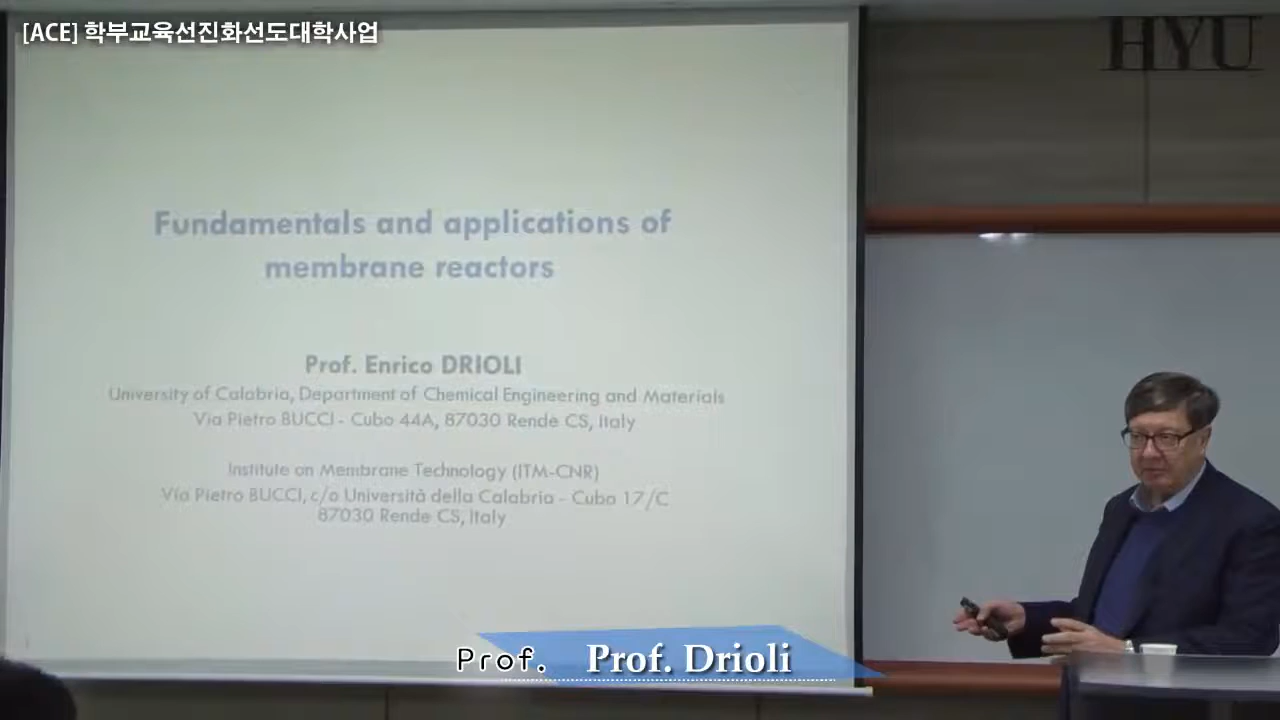 [ACE] 학부교육선진화선도대학사업
HYU
Fundamentals and applications of
membrane reactors
Prof. Enrico DRIOLI
University of Calabria, Department of Chemical Engineering and Materials
Via Pietro BUCCI - Cubo 44A, 87030 Rende CS, Italy
Institute on Membrane Technology (ITM-CNR)
Via Pietro BUCCI, c/o Università della Calabria - Cubo 17/C
87030 Rende CS, Italy
Prof. Prof. Drioli